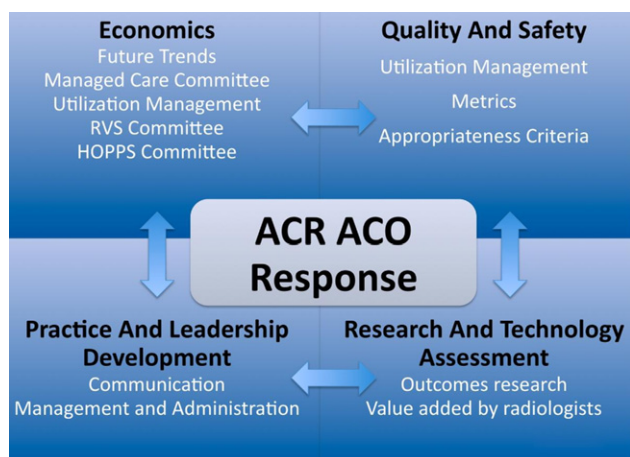 Economics
Future Trends
Managed Care Committee
Utilization Management
RVS Committee
HOPPS Committee
Quality And Safety
Utilization Management
Metrics
Appropriateness Criteria
ACR ACO
Response
Practice And Leadership
Development
Communication
Management and Administration
Research And Technology
Assessment
Outcomes research
Value added by radiologists